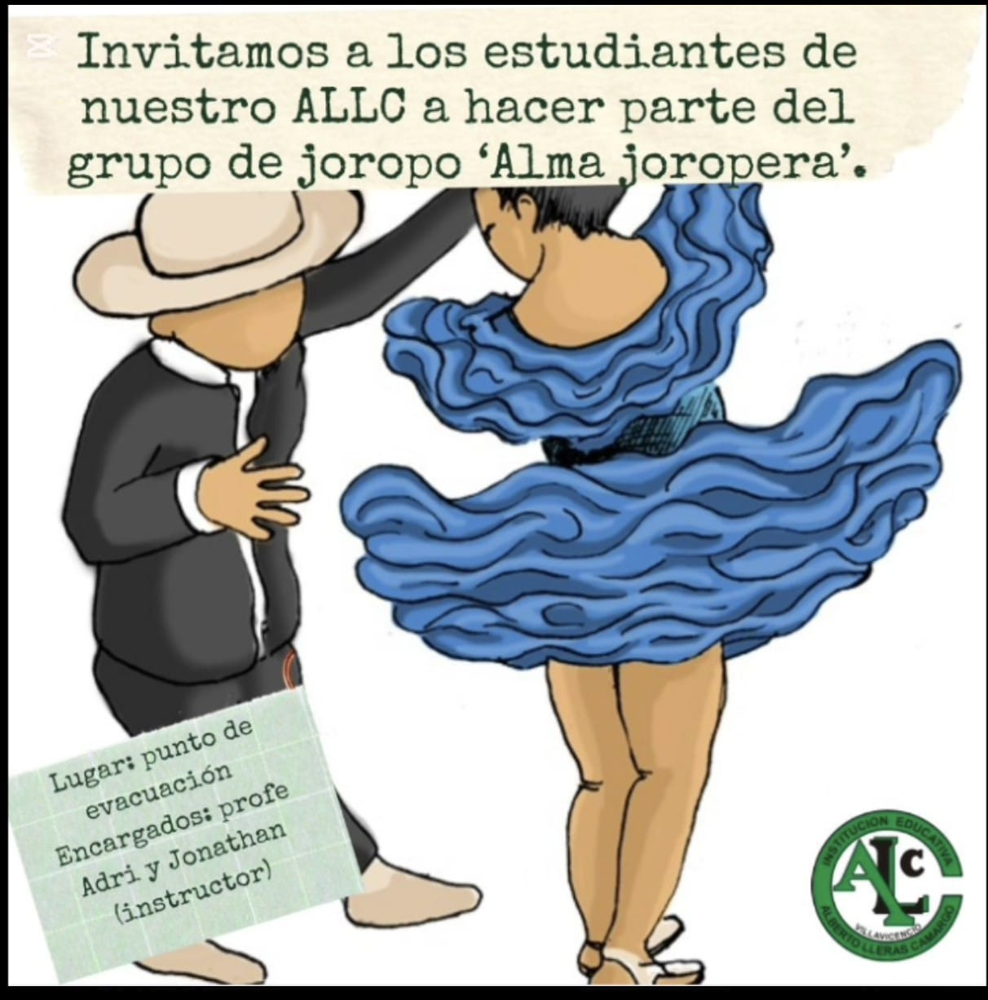 Invitamos a los estudiantes de
nuestro ALLC a hacer parte del
grupo de joropo ‘Alma joropera’.
Lugar: punto de
evacuación
Encargados: profe
Adri y Jonathan
(instructor)
INSTITUCION EDUCATIVA
ALC
VILLAVICENCIO
ALBERTO LLERAS CAMARGO